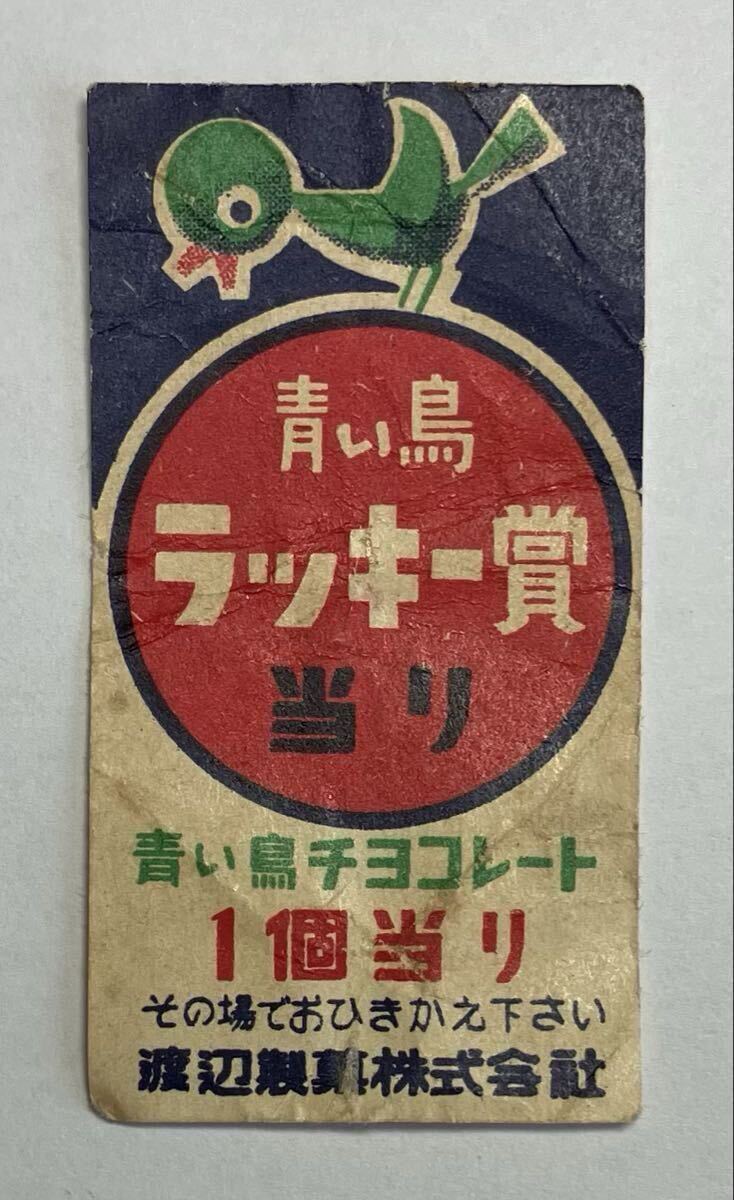 青い鳥
ラッキー賞
当り
青い鳥チヨコレート
1個当り
その場でおひきかえ下さい
渡辺製菓株式会社